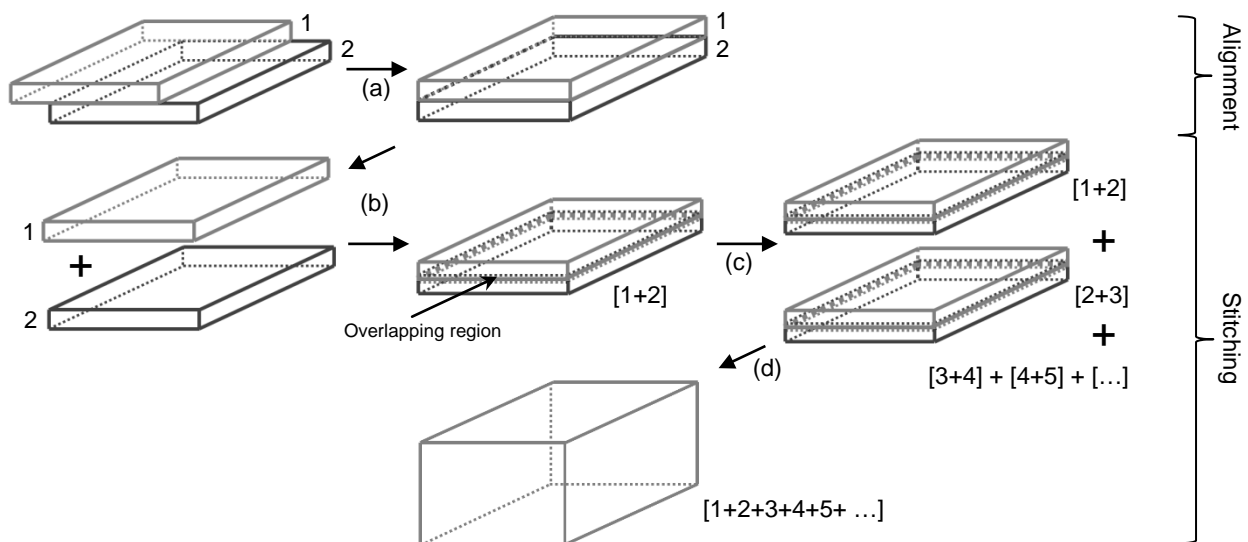 1
2
(a)
1
2
Alignment
1
+
2
(b)
[1+2]
Overlapping region
(c)
[1+2]
+
[2+3]
+
[3+4] + [4+5] + […]
(d)
[1+2+3+4+5+ …]
Stitching